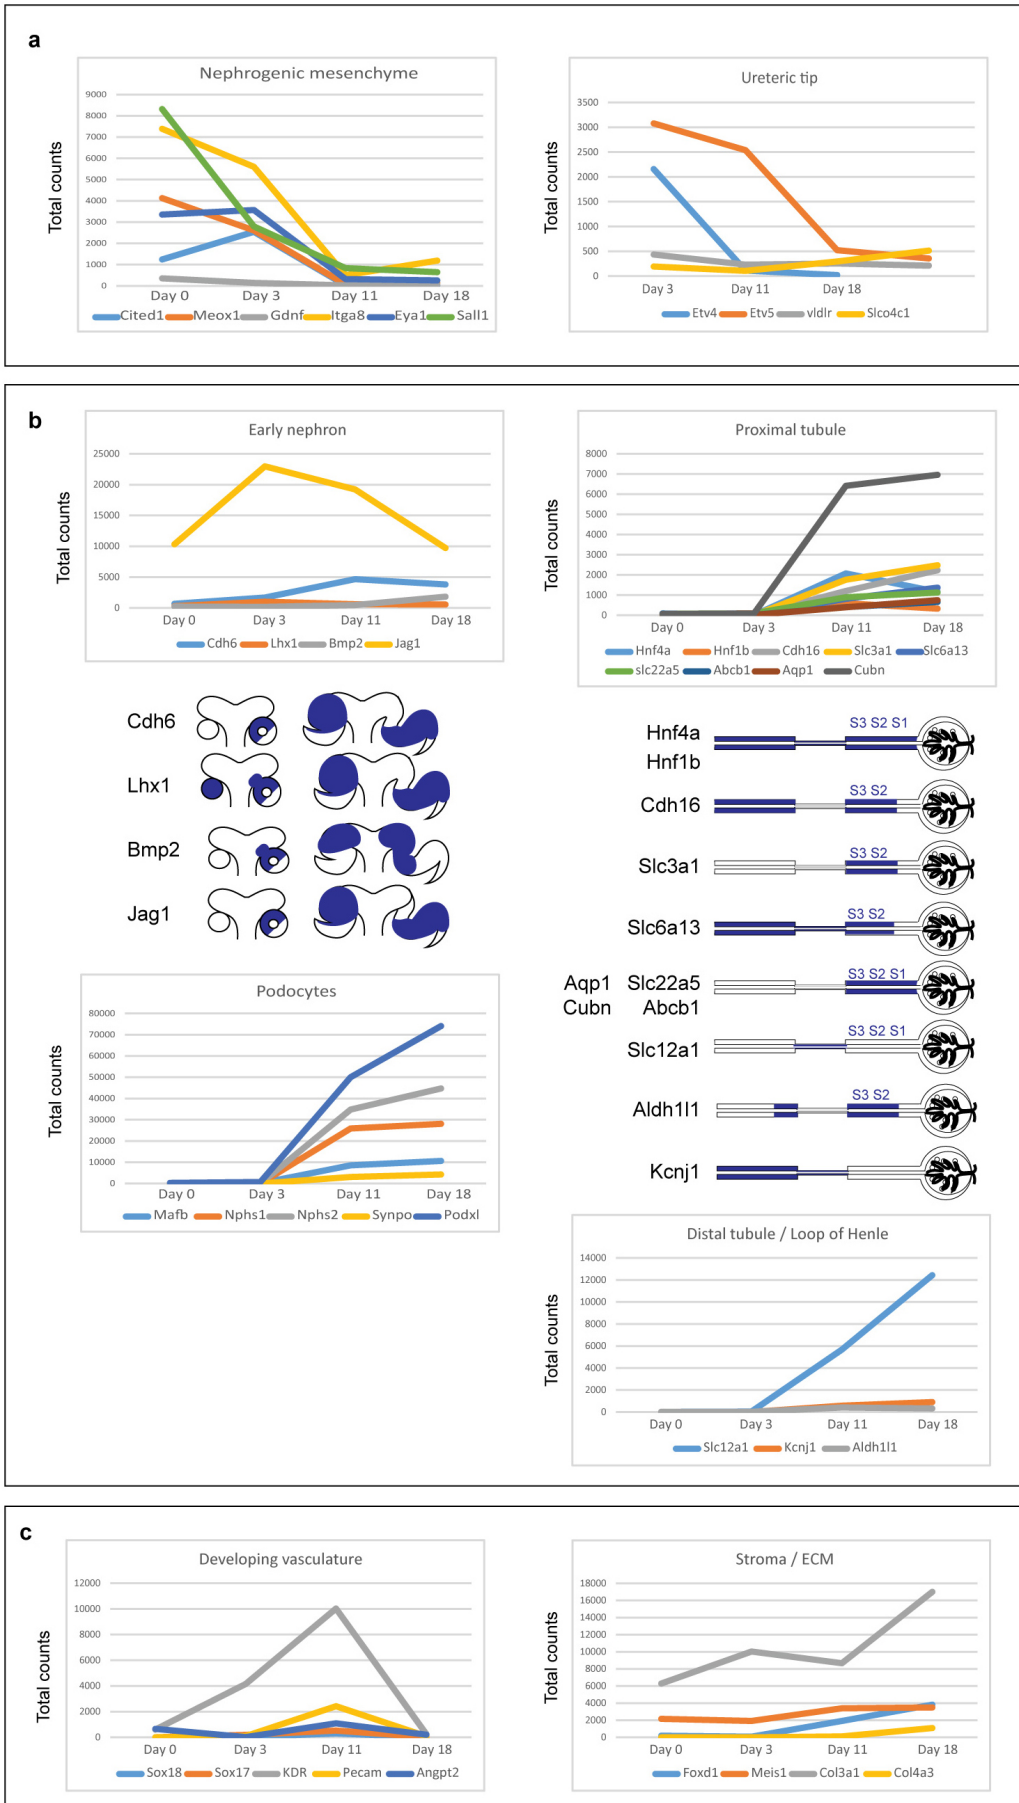 a
Nephrogenic mesenchyme
Total counts
9000
8000
7000
6000
5000
4000
3000
2000
1000
0
Day 0 Day 3 Day 11 Day 18
Cited1 Meox1 Gdnf Itga8 Eya1 Sall1
Ureteric tip
Total counts
3500
3000
2500
2000
1500
1000
500
0
Day 3 Day 11 Day 18
Etv4 Etv5 vldlr Slco4c1
b
Early nephron
Total counts
25000
20000
15000
10000
5000
0
Day 0 Day 3 Day 11 Day 18
Cdh6 Lhx1 Bmp2 Jag1
Proximal tubule
Total counts
8000
7000
6000
5000
4000
3000
2000
1000
0
Day 0 Day 3 Day 11 Day 18
Hnf4a Hnf1b Cdh16 Slc3a1 Slc6a13
slc22a5 Abcb1 Aqp1 Cubn
Cdh6
Lhx1
Bmp2
Jag1
Hnf4a
Hnf1b
S3 S2 S1
Cdh16
S3 S2
Slc3a1
S3 S2
Slc6a13
S3 S2
Aqp1 Slc22a5
Cubn Abcb1
S3 S2 S1
Slc12a1
S3 S2 S1
Aldh1l1
S3 S2
Kcnj1
Podocytes
Total counts
80000
70000
60000
50000
40000
30000
20000
10000
0
Day 0 Day 3 Day 11 Day 18
Mafb Nphs1 Nphs2 Synpo Podxl
Distal tubule / Loop of Henle
Total counts
14000
12000
10000
8000
6000
4000
2000
0
Day 0 Day 3 Day 11 Day 18
Slc12a1 Kcnj1 Aldh1l1
c
Developing vasculature
Total counts
12000
10000
8000
6000
4000
2000
0
Day 0 Day 3 Day 11 Day 18
Sox18 Sox17 KDR Pecam Angpt2
Stroma / ECM
Total counts
18000
16000
14000
12000
10000
8000
6000
4000
2000
0
Day 0 Day 3 Day 11 Day 18
Foxd1 Meis1 Col3a1 Col4a3